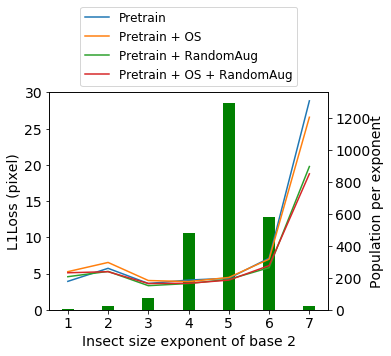 Pretrain
Pretrain + OS
Pretrain + RandomAug
Pretrain + OS + RandomAug
30
25
20
15
10
5
0
L1Loss (pixel)
1200
1000
800
600
400
200
0
Population per exponent
1 2 3 4 5 6 7
Insect size exponent of base 2